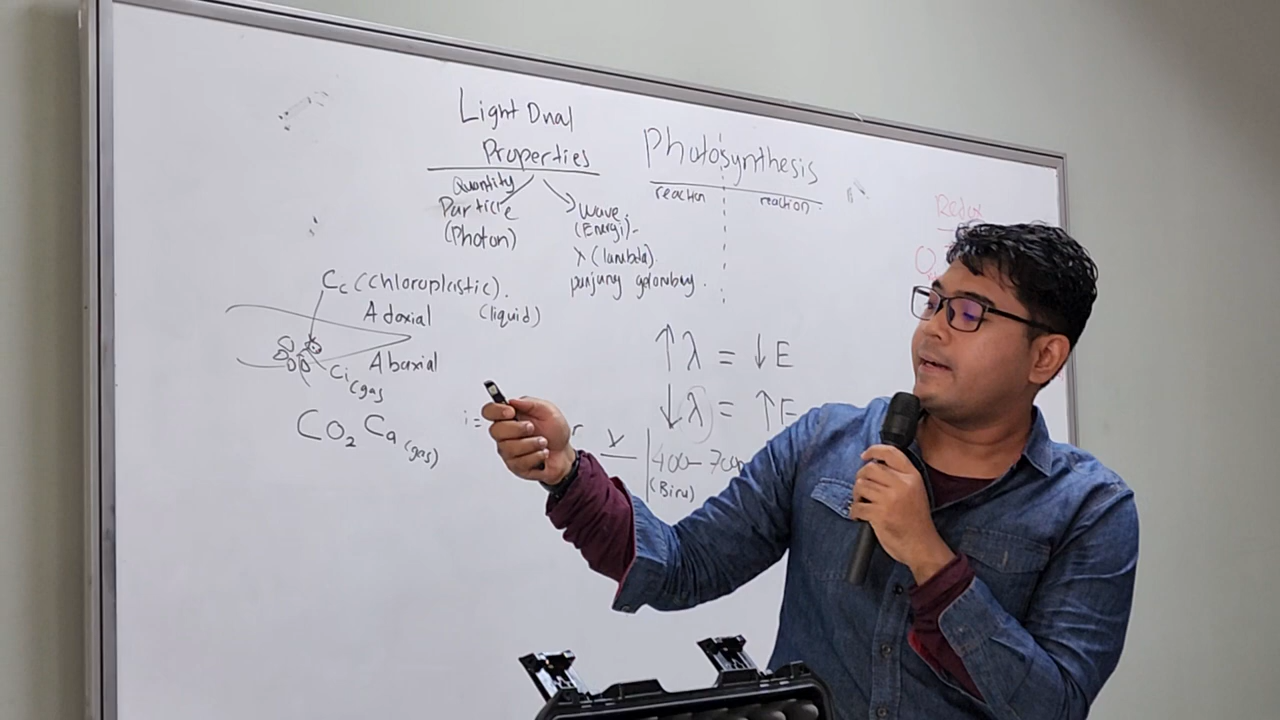 Light Dual
Properties
Quantity
Particle
(Photon)
Wave
(Energi)
λ (lambda).
panjang gelombang.
Photosynthesis
reaction
reaction
Redox
Cc (chloroplastic).
(liquid)
Adaxial
Abaxial
Ci
(gas
CO2 Ca (gas)
↑λ = ↓E
↓λ = ↑E
400 - 700
(Biru)